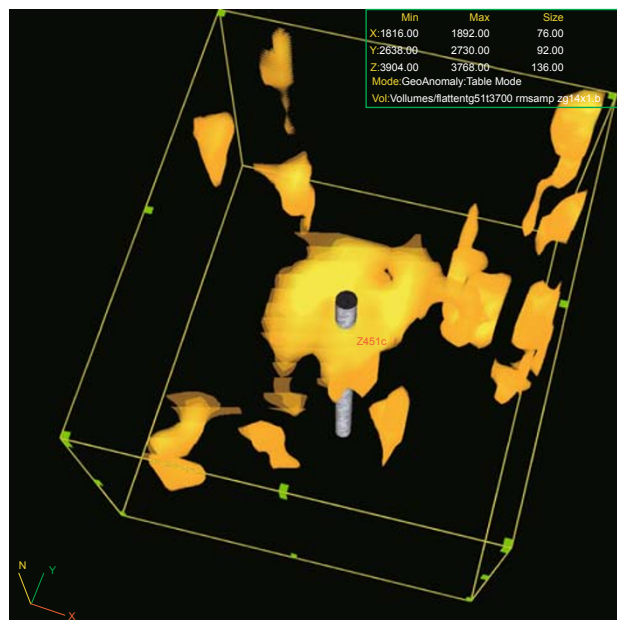 Min Max Size
X:1816.00 1892.00 76.00
Y:2638.00 2730.00 92.00
Z:3904.00 3768.00 136.00
Mode:GeoAnomaly:Table Mode
Vol:Vollumes/flattentg51t3700 rmsamp zg14x1.b
Z451c
N
Y
X